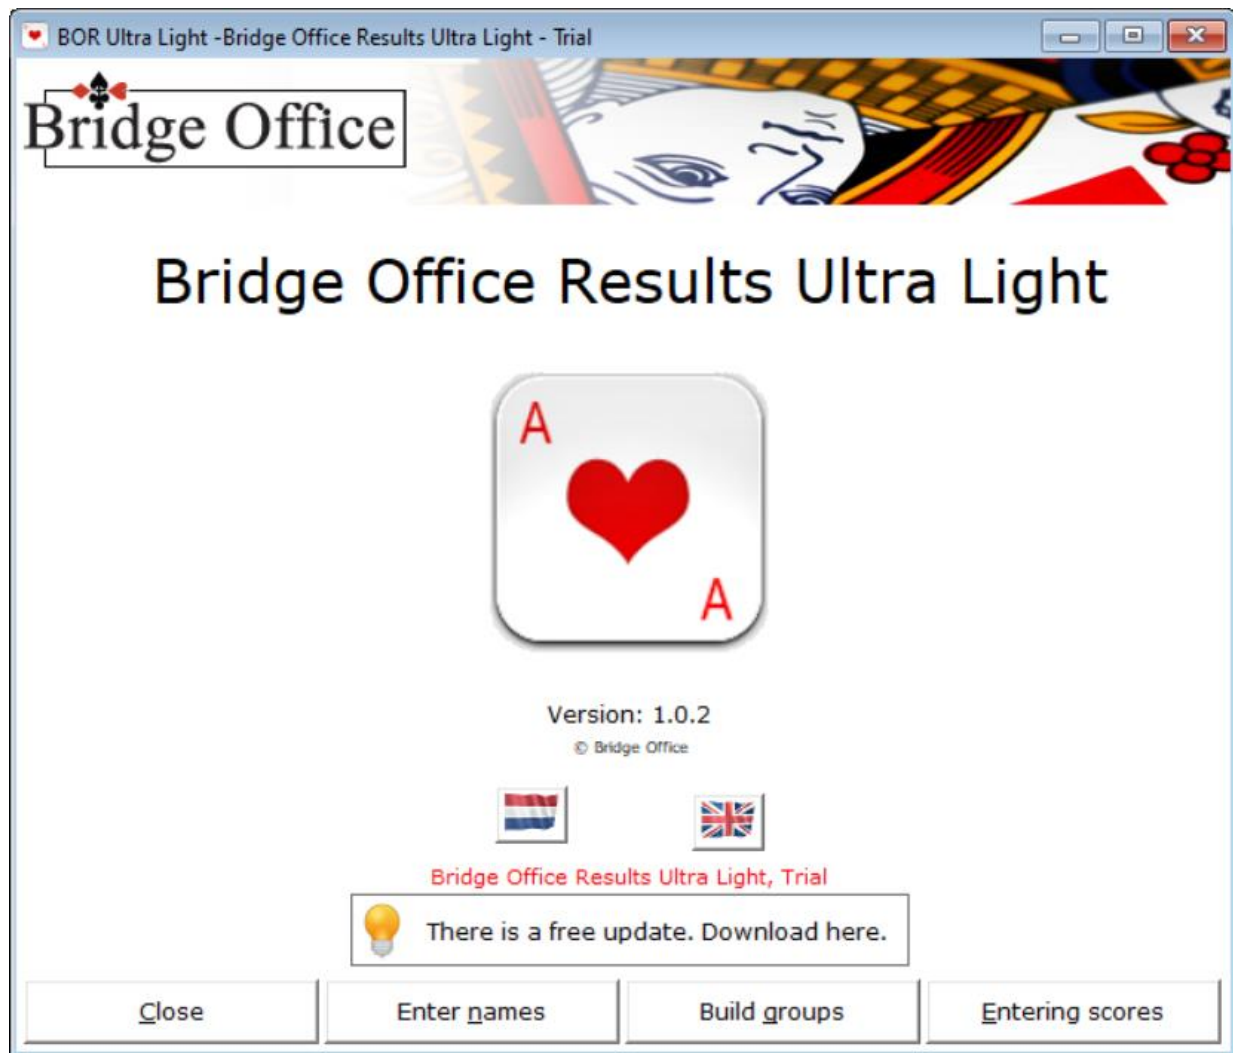 BOR Ultra Light -Bridge Office Results Ultra Light - Trial
Bridge Office
Bridge Office Results Ultra Light
A
A
Version: 1.0.2
© Bridge Office
Bridge Office Results Ultra Light, Trial
There is a free update. Download here.
Close Enter names Build groups Entering scores